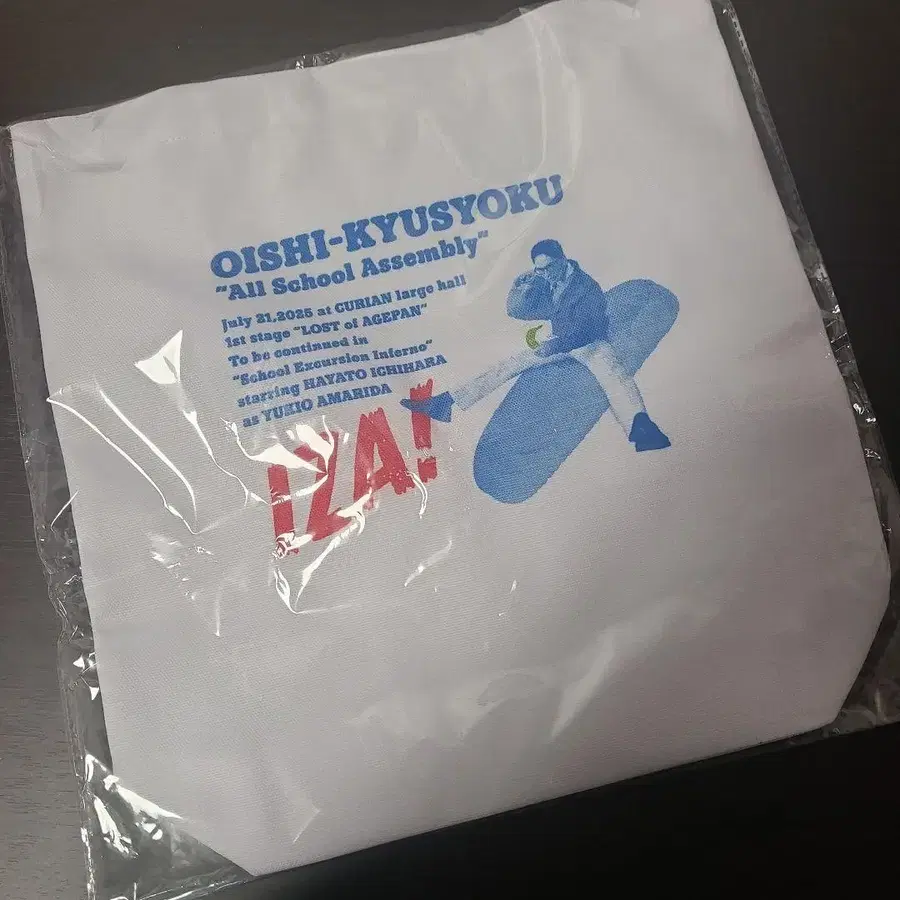 OISHI-KYUSYOKU
"All School Assembly"
July 21,2025 at CURIAN large hall
1st stage "LOST of AGEPAN"
To be continued in
"School Excursion Inferno"
starring HAYATO ICHIHARA
as YUKIO AMARIDA
IZA!